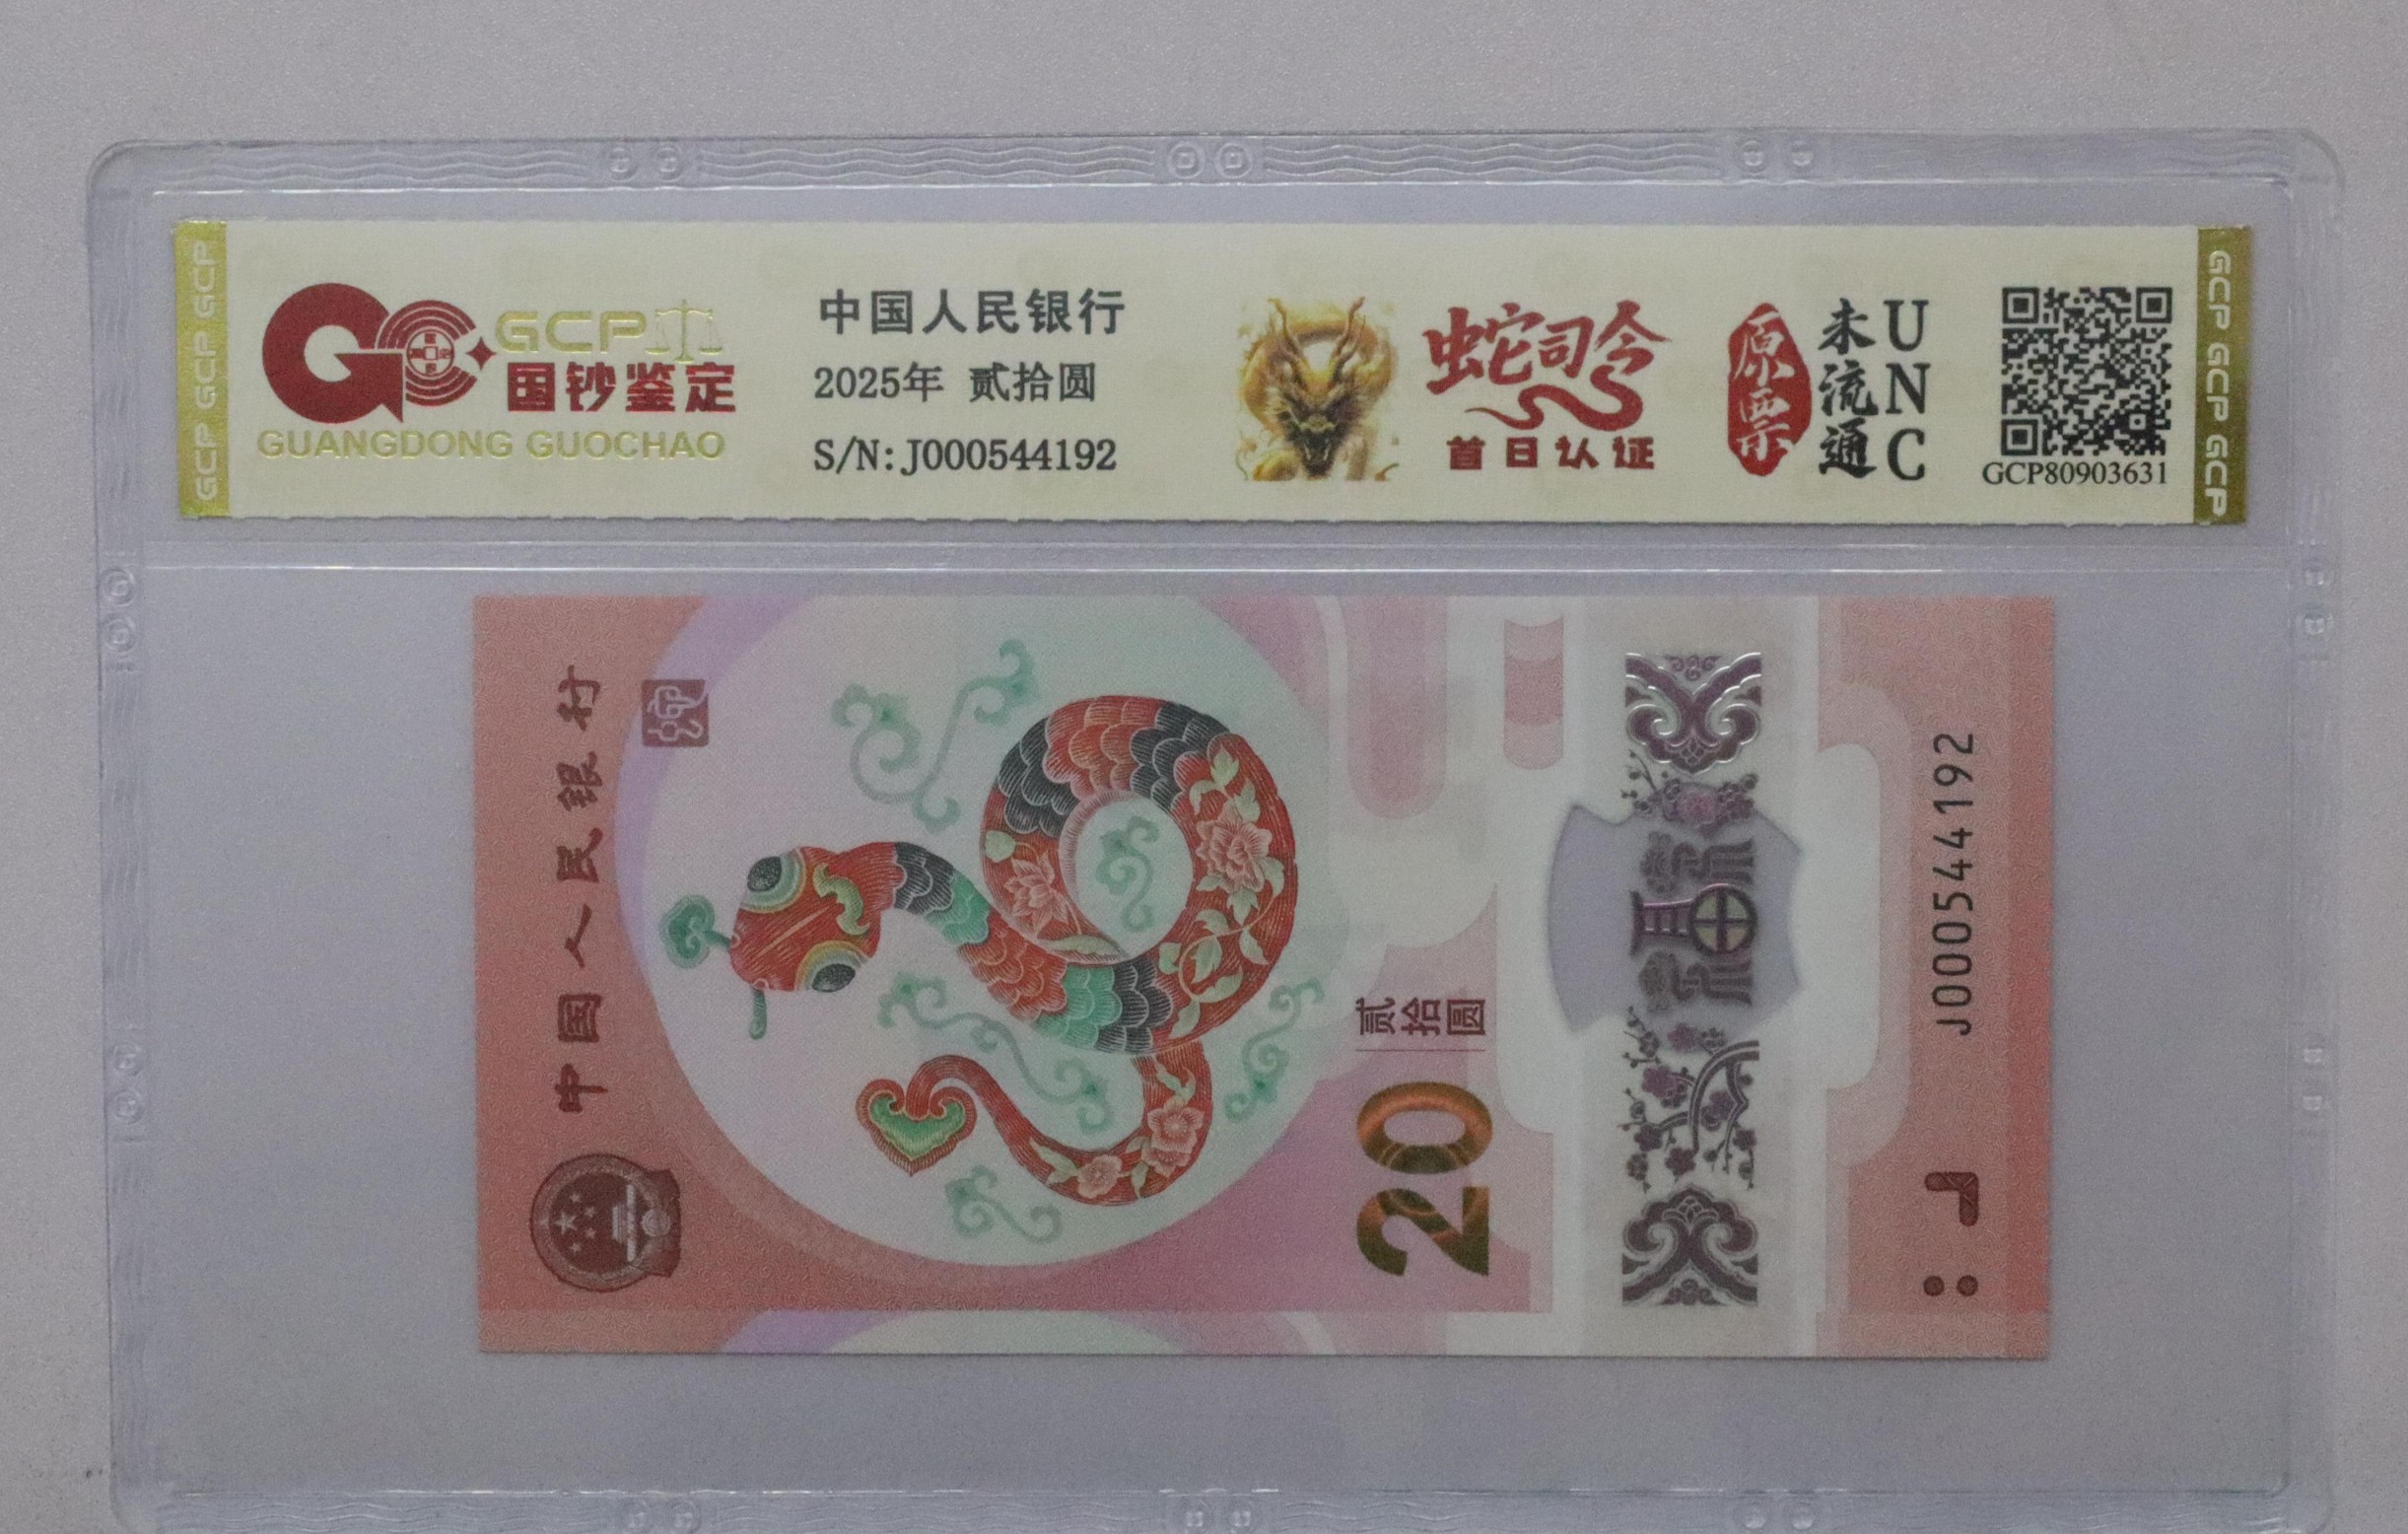 GCP
国钞鉴定
GUANGDONG GUOCHAO
中国人民银行
2025年 贰拾圆
S/N:J000544192
蛇司令
首日认证
原票
未流通
UNC
GCP80903631
GCP GCP GCP
GCP GCP GCP
中国人民银行
蛇
20
贰拾圆
福
J000544192